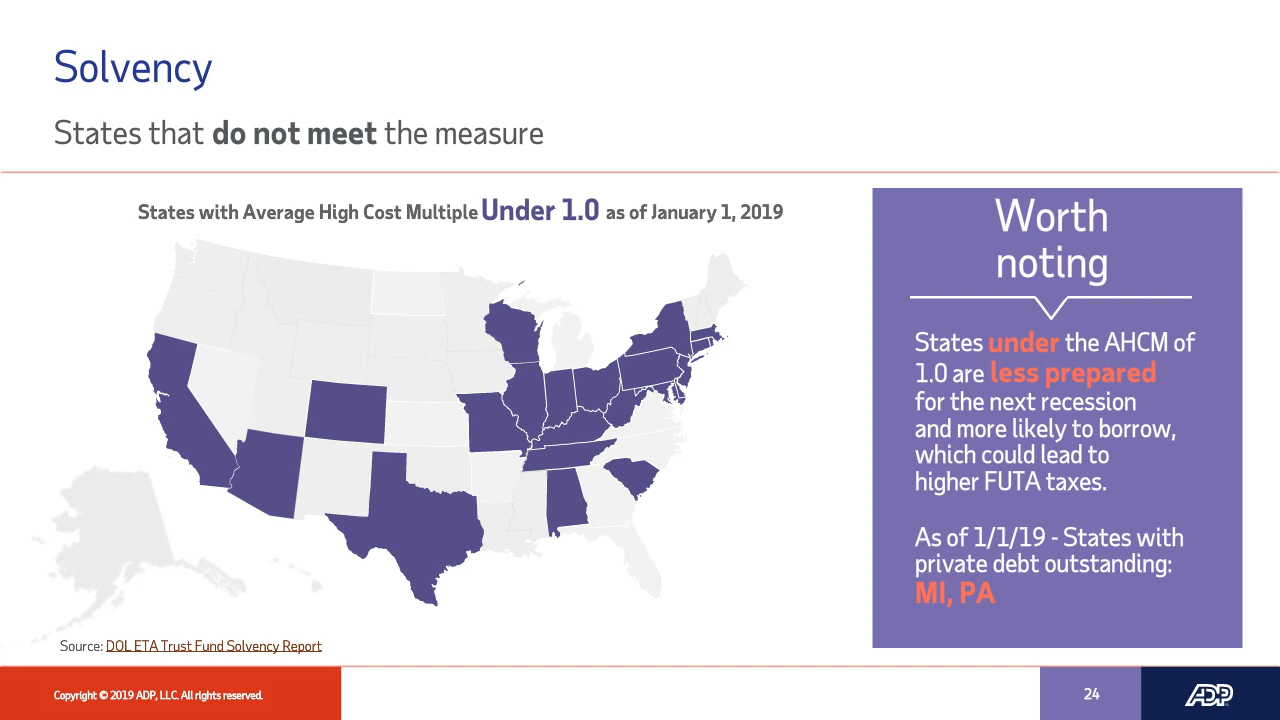 Solvency
States that do not meet the measure
States with Average High Cost Multiple Under 1.0 as of January 1, 2019
Worth
noting
States under the AHCM of
1.0 are less prepared
for the next recession
and more likely to borrow,
which could lead to
higher FUTA taxes.
As of 1/1/19 - States with
private debt outstanding:
MI, PA
Source: DOL ETA Trust Fund Solvency Report
Copyright © 2019 ADP, LLC. All rights reserved.
24
ADP